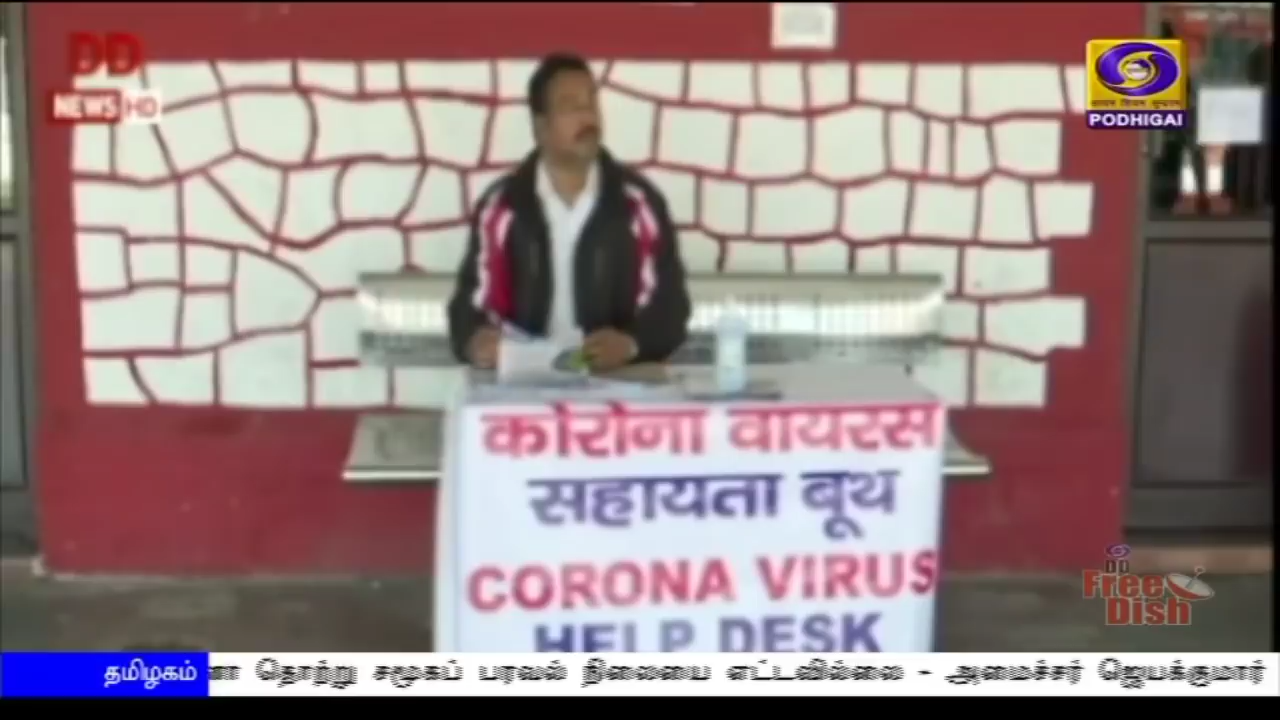 DD
NEWS HD
PODHIGAI
कोरोना वायरस
सहायता बूथ
CORONA VIRUS
HELP DESK
DD
Free
Dish
தமிழகம்
னா தொற்று சமூகப் பரவல் நிலையை எட்டவில்லை - அமைச்சர் ஜெயக்குமார்